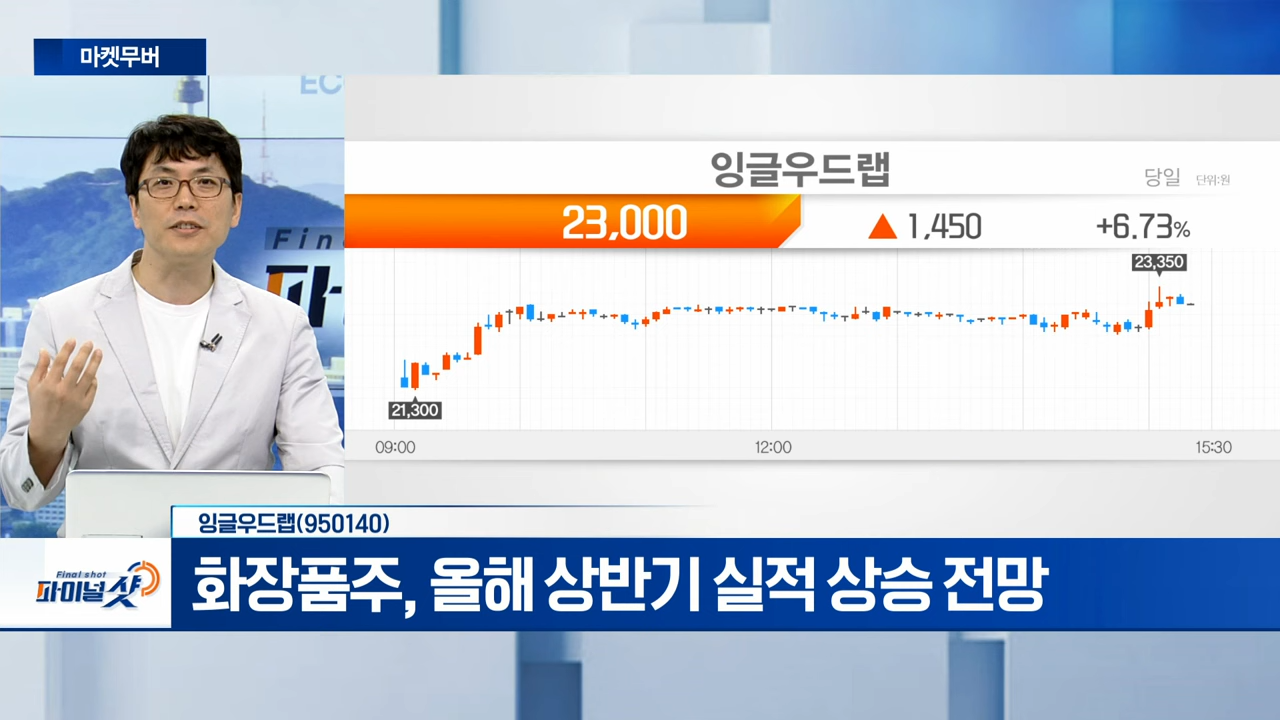 마켓무버
EC
Fina
파
잉글우드랩
당일 단위:원
23,000 ▲ 1,450 +6.73%
23,350
21,300
09:00 12:00 15:30
잉글우드랩(950140)
Final shot
파이널샷
화장품주, 올해 상반기 실적 상승 전망